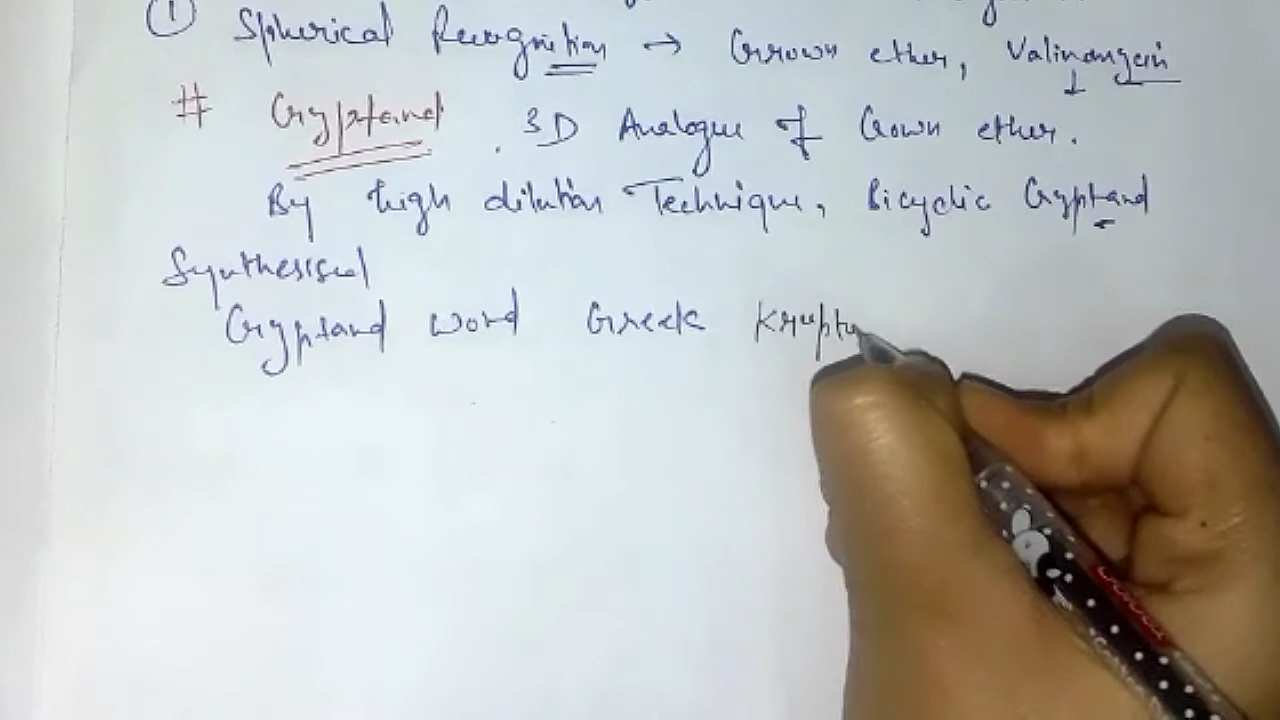 ① Spherical Recognition → Crown ether, Valinomycin
# Cryptand . 3D Analogue of Crown ether.
By high dilution Technique, Bicyclic Cryptand
Synthesised
Cryptand word Greek Krupto